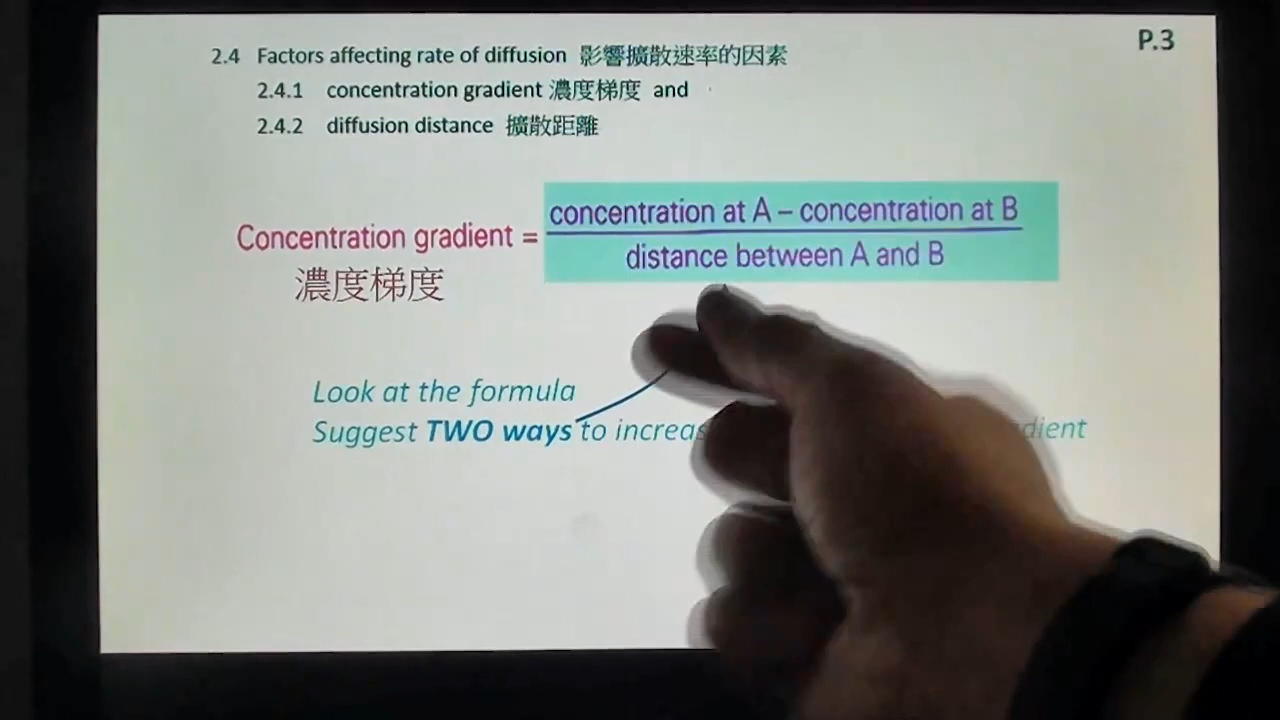 P.3
2.4 Factors affecting rate of diffusion 影響擴散速率的因素
2.4.1 concentration gradient 濃度梯度 and
2.4.2 diffusion distance 擴散距離
Concentration gradient =
concentration at A – concentration at B
distance between A and B
濃度梯度
Look at the formula
Suggest TWO ways to